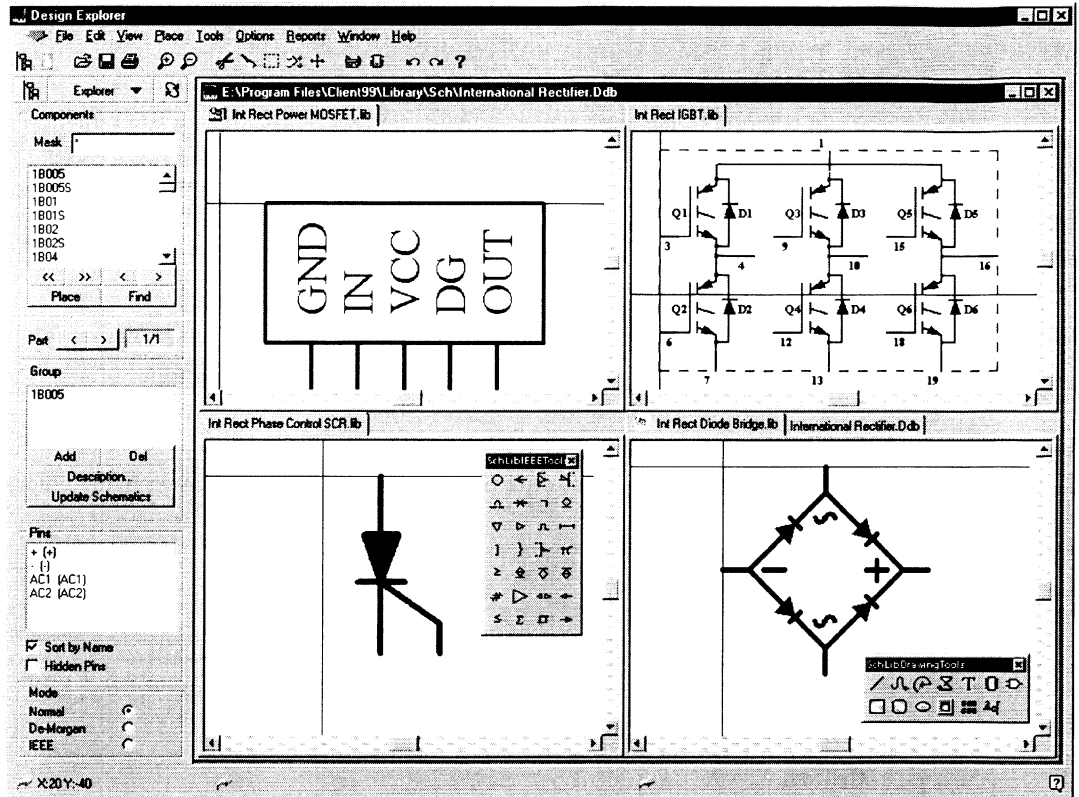 Design Explorer
File Edit View Place Tools Options Reports Window Help
Explorer
E:\Program Files\Client99\Library\Sch\International Rectifier.Ddb
Components
Mask *
1B005
1B005S
1B01
1B01S
1B02
1B02S
1B04
<< >> < >
Place Find
Part < > 1/1
Group
1B005
Add Del
Description...
Update Schematics
Pins
+ (+)
- (-)
AC1 (AC1)
AC2 (AC2)
Sort by Name
Hidden Pins
Mode
Normal
De-Morgan
IEEE
X:20 Y:-40
Int Rect Power MOSFET.lib
GND
IN
VCC
DG
OUT
Int Rect IGBT.lib
1
Q1 D1 Q3 D3 Q5 D5
3 9 15
4 10 16
Q2 D2 Q4 D4 Q6 D6
6 12 18
7 13 19
Int Rect Phase Control SCR.lib
SchLibIEEETools
Int Rect Diode Bridge.lib International Rectifier.Ddb
SchLibDrawingTools